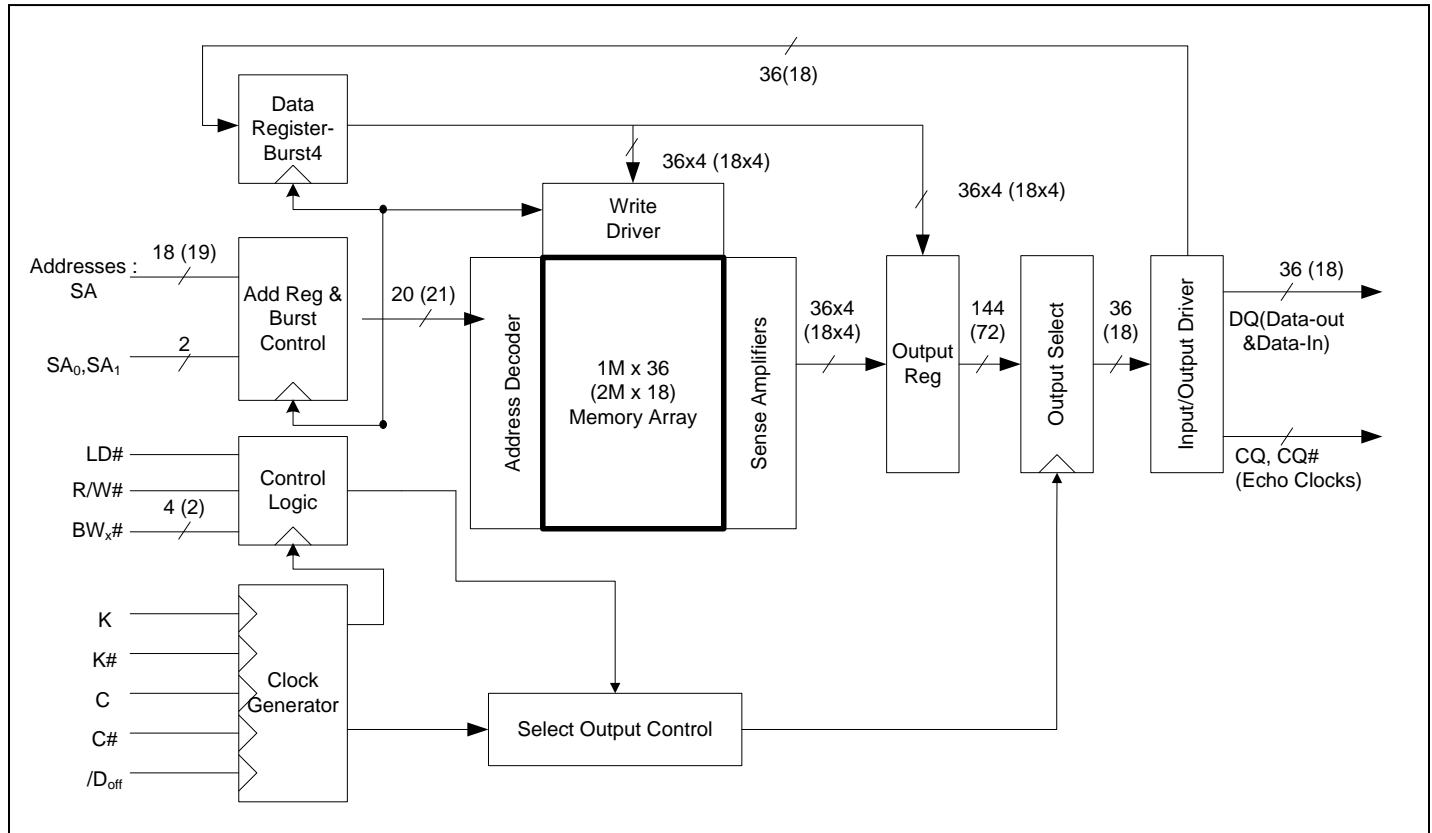 36(18)
Data
Register-
Burst4
36x4 (18x4)
36x4 (18x4)
Write
Driver
Addresses :
SA
18 (19)
SA0,SA1
2
Add Reg &
Burst
Control
20 (21)
Address Decoder
1M x 36
(2M x 18)
Memory Array
Sense Amplifiers
36x4
(18x4)
Output
Reg
144
(72)
Output Select
36
(18)
Input/Output Driver
36 (18)
DQ(Data-out
&Data-In)
CQ, CQ#
(Echo Clocks)
LD#
R/W#
BWx#
4 (2)
Control
Logic
K
K#
C
C#
/Doff
Clock
Generator
Select Output Control